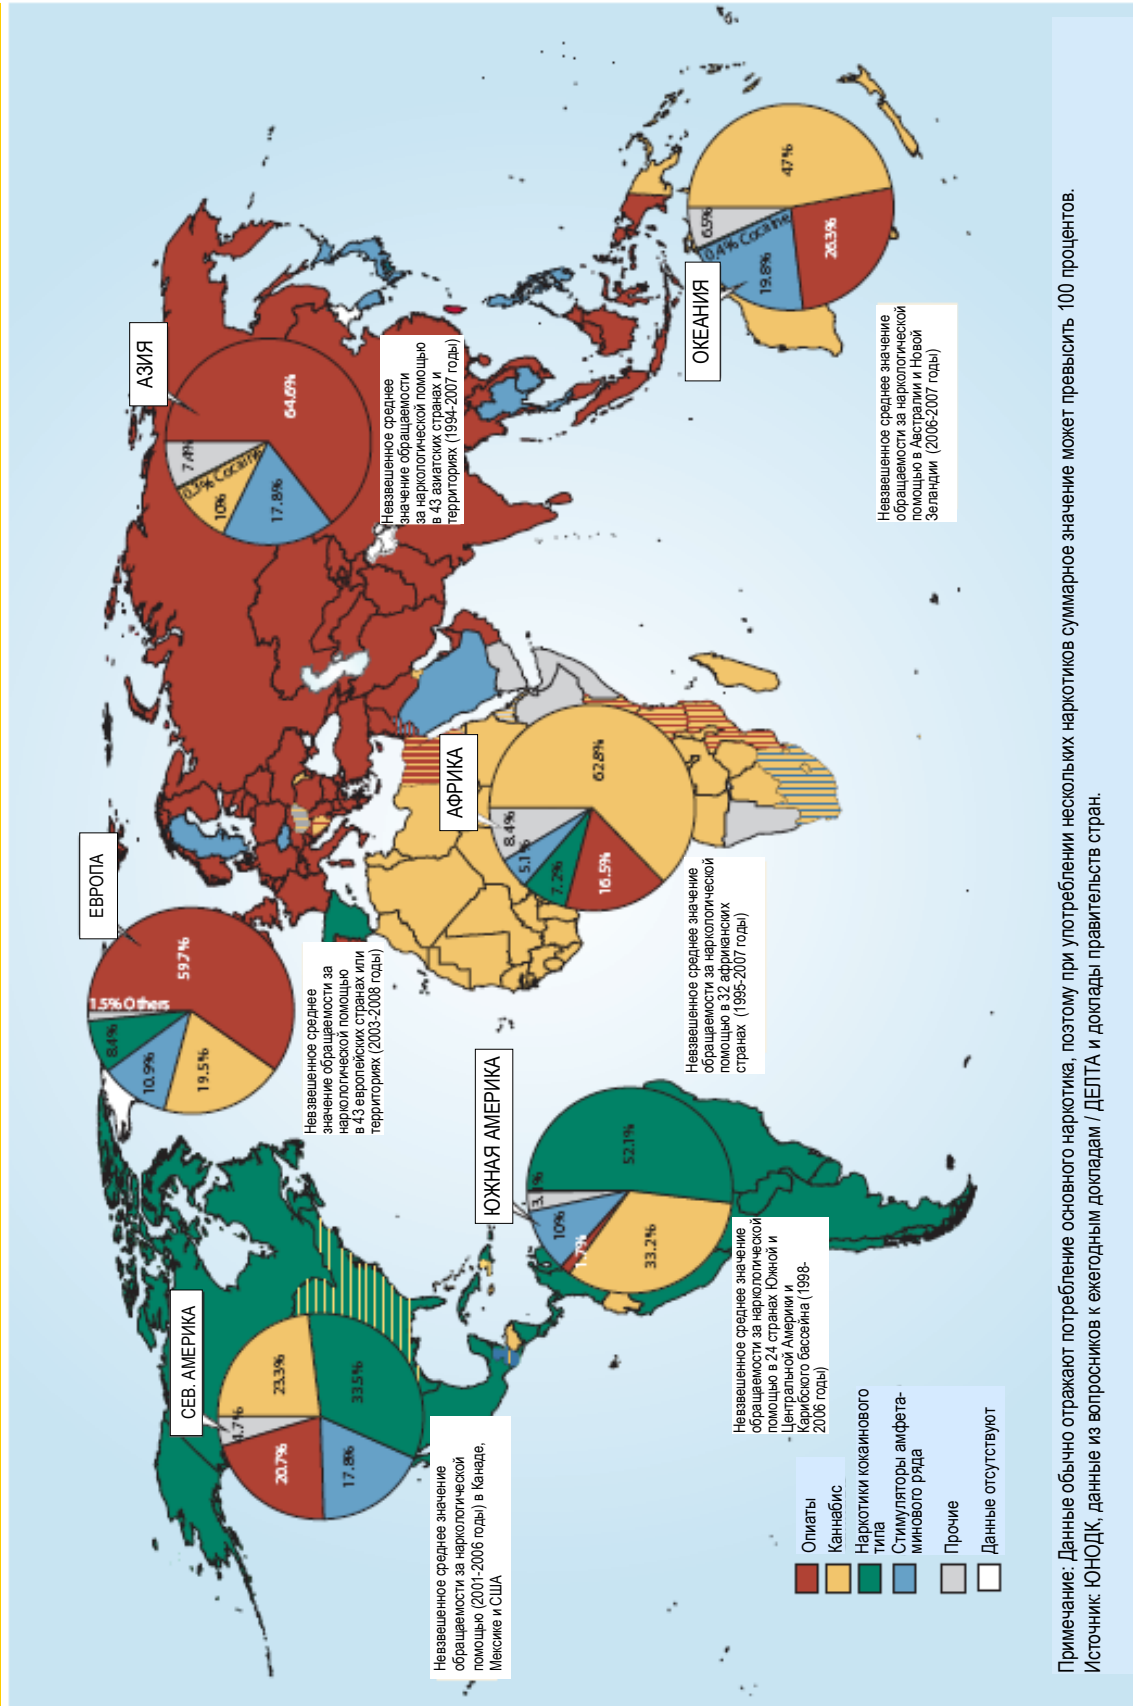 СЕВ. АМЕРИКА
4.7%
23.3%
33.5%
17.8%
20.7%
Невзвешенное среднее значение
обращаемости за наркологической
помощью (2001-2006 годы) в Канаде,
Мексике и США
ЕВРОПА
1.5% Others
59.7%
19.5%
10.9%
8.4%
Невзвешенное среднее
значение обращаемости за
наркологической помощью
в 43 европейских странах или
территориях (2003-2008 годы)
АЗИЯ
7.4%
0.3% Cocaine
10%
17.8%
64.6%
Невзвешенное среднее
значение обращаемости
за наркологической помощью
в 43 азиатских странах и
территориях (1994-2007 годы)
ЮЖНАЯ АМЕРИКА
3.1%
10%
1.7%
33.2%
52.1%
Невзвешенное среднее значение
обращаемости за наркологической
помощью в 24 странах Южной и
Центральной Америки и
Карибского бассейна (1998-
2006 годы)
АФРИКА
8.4%
5.1%
7.2%
16.5%
62.8%
Невзвешенное среднее значение
обращаемости за наркологической
помощью в 32 африканских
странах (1995-2007 годы)
ОКЕАНИЯ
6.5%
0.4% Cocaine
19.8%
26.3%
47%
Невзвешенное среднее значение
обращаемости за наркологической
помощью в Австралии и Новой
Зеландии (2006-2007 годы)
Опиаты
Каннабис
Наркотики кокаинового
типа
Стимуляторы амфета-
минового ряда
Прочие
Данные отсутствуют
Примечание: Данные обычно отражают потребление основного наркотика, поэтому при употреблении нескольких наркотиков суммарное значение может превысить 100 процентов.
Источник: ЮНОДК, данные из вопросников к ежегодным докладам / ДЕЛТА и доклады правительств стран.